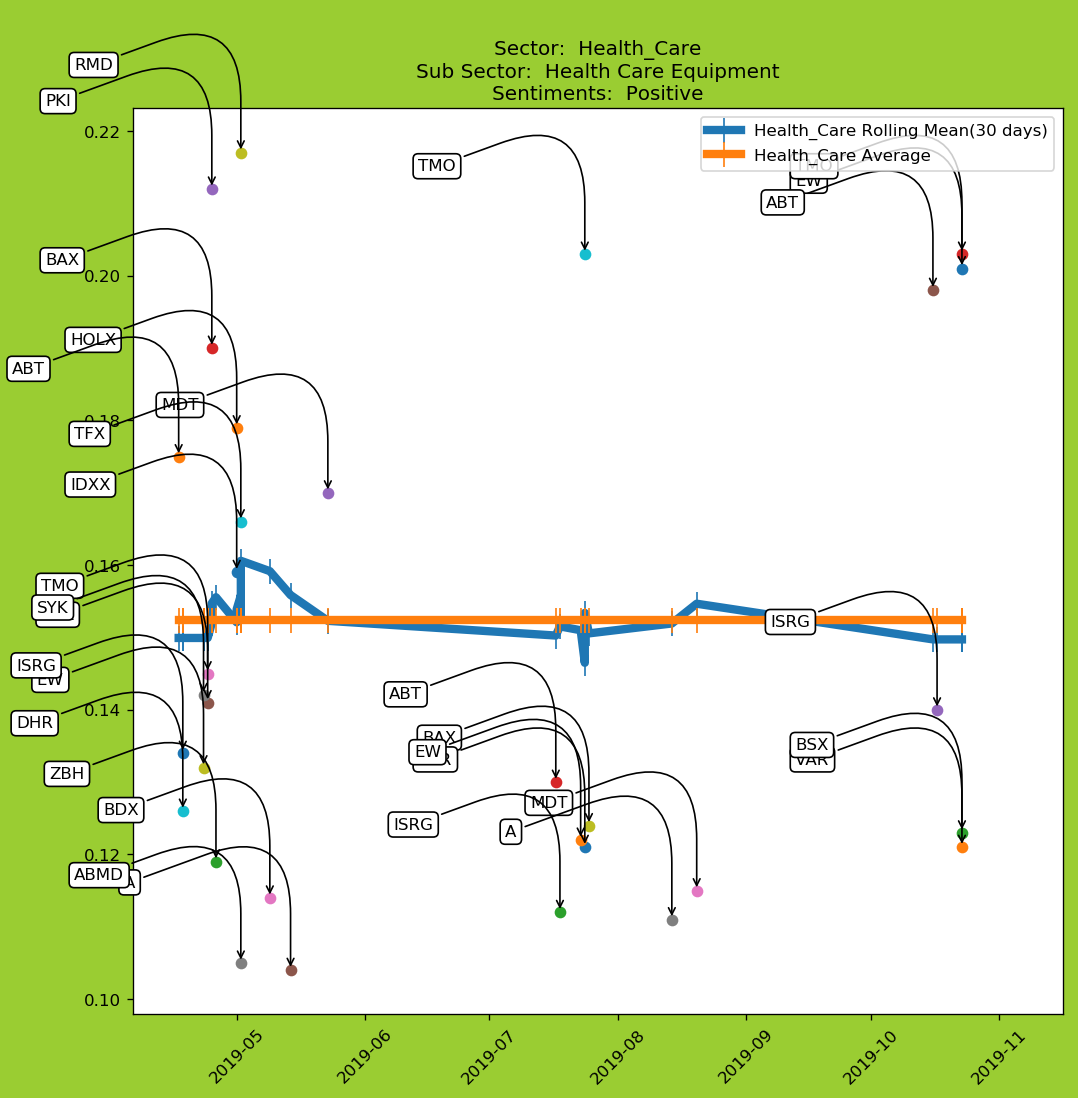 Sector:  Health_Care
Sub Sector:  Health Care Equipment
Sentiments:  Positive
Health_Care Rolling Mean(30 days)
Health_Care Average
RMD
PKI
0.22
TMO
TMO
EW
ABT
BAX
0.20
HOLX
ABT
MDT
0.18
TFX
IDXX
0.16
TMO
SYK
ISRG
ISRG
EW
ABT
0.14
DHR
BAX
EW
BSX
VAR
ZBH
MDT
BDX
ISRG
A
0.12
ABMD
A
0.10
2019-05
2019-06
2019-07
2019-08
2019-09
2019-10
2019-11